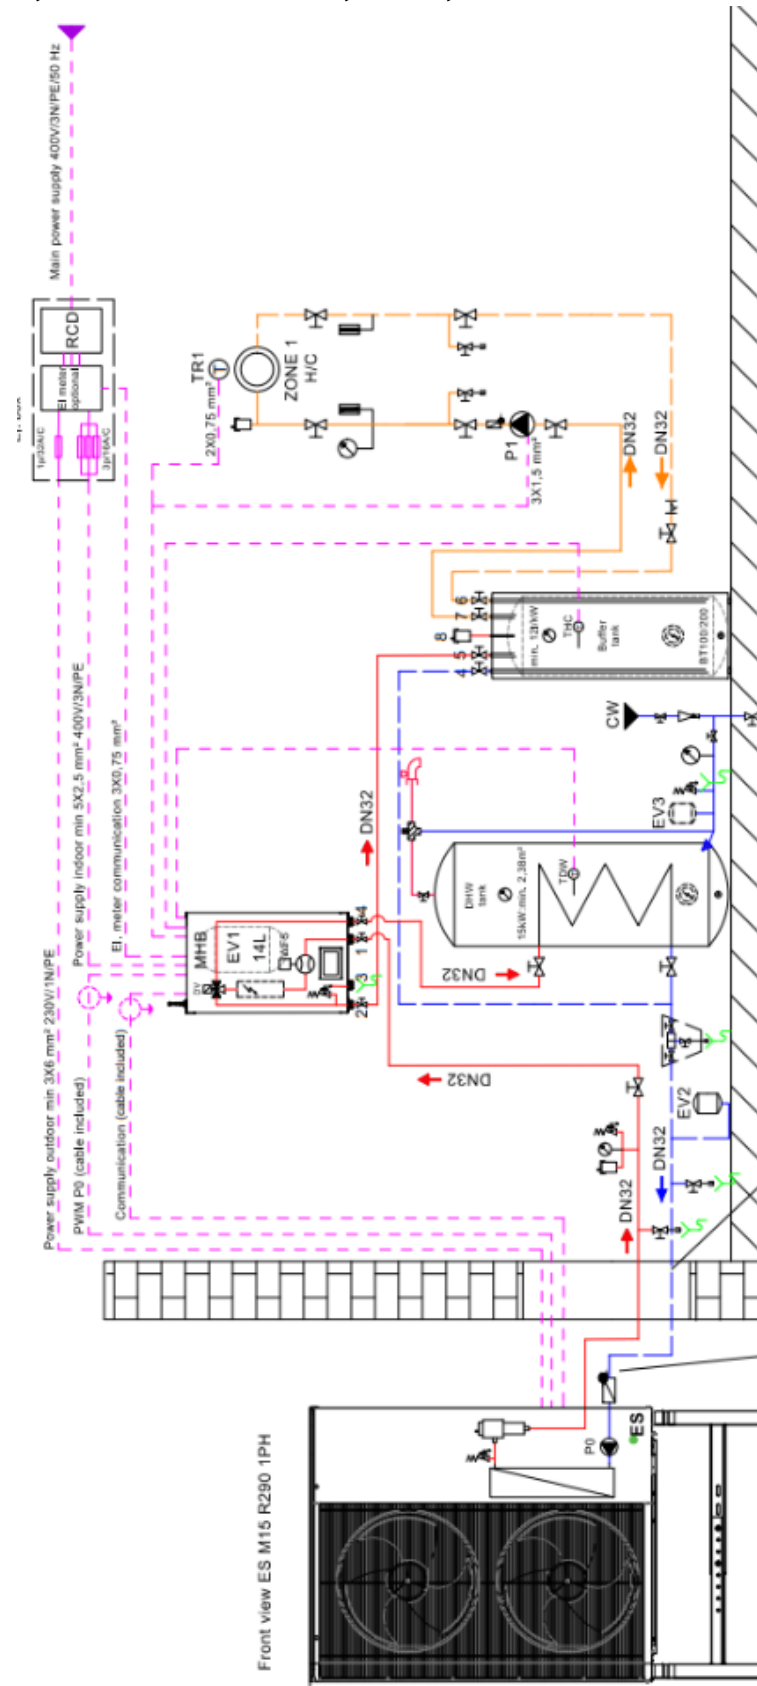 Main power supply 400V/3N/PE/50 Hz
RCD
El meter
optional
1p/32A/C
3p/16A/C
TR1
2X0,75 mm²
ZONE 1
H/C
P1
3X1,5 mm²
DN32
DN32
Power supply outdoor min 3X6 mm² 230V/1N/PE
PWM P0 (cable included)
Communication (cable included)
Power supply indoor min 5X2,5 mm² 400V/3N/PE
El, meter communication 3X0,75 mm²
MHB
EV1
14L
DV
2
3
1
4
DN32
4
5
8
7
6
min. 12l/kW
THC
Buffer
tank
BT100/200
CW
EV3
DHW
tank
15kW:min. 2,38m²
TDW
DN32
DN32
EV2
DN32
DN32
P0
ES
Front view ES M15 R290 1PH